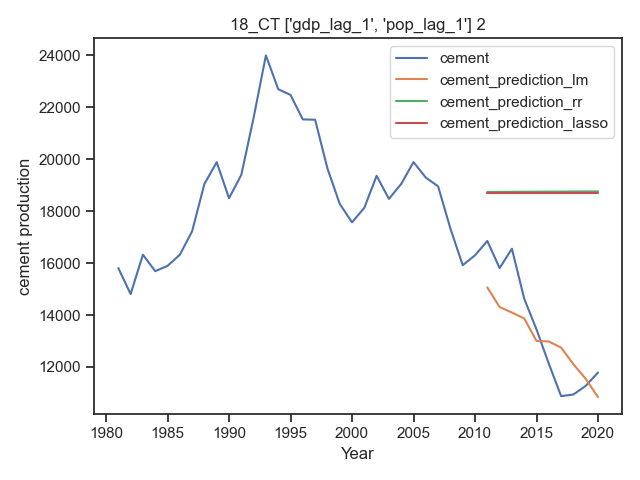 18_CT ['gdp_lag_1', 'pop_lag_1'] 2
24000
22000
20000
18000
16000
14000
12000
cement production
cement
cement_prediction_lm
cement_prediction_rr
cement_prediction_lasso
1980 1985 1990 1995 2000 2005 2010 2015 2020
Year